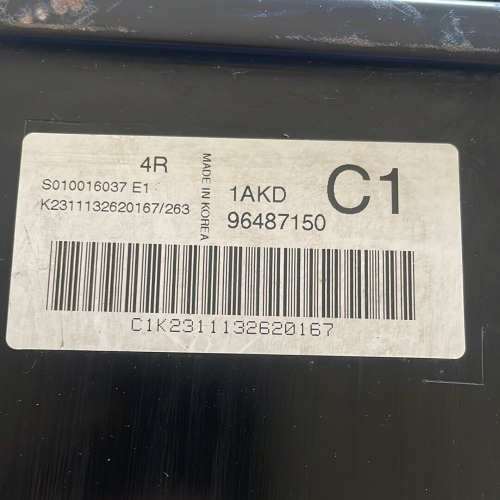 4R
S010016037 E1
K2311132620167/263
MADE IN KOREA
1AKD
96487150
C1
C1K2311132620167